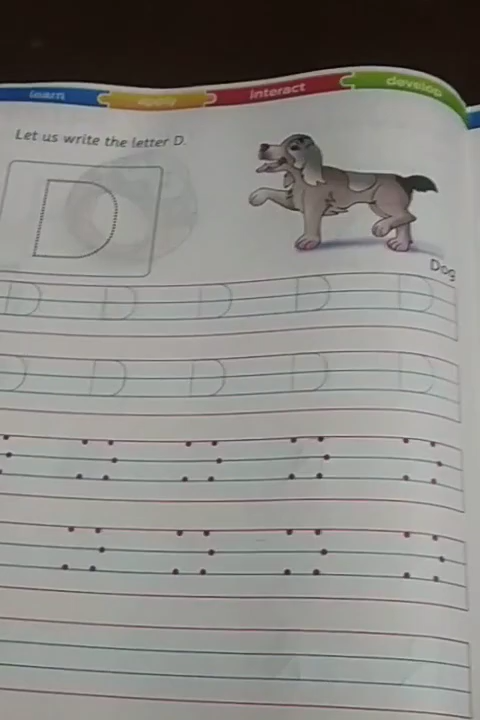 learn apply interact develop
Let us write the letter D.
D
Dog
D D D D D
D D D D D